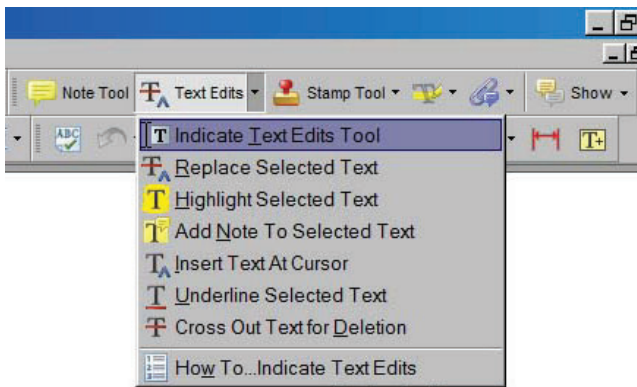 Note Tool Text Edits Stamp Tool Show
ABC T+
Indicate Text Edits Tool
Replace Selected Text
Highlight Selected Text
Add Note To Selected Text
Insert Text At Cursor
Underline Selected Text
Cross Out Text for Deletion
How To...Indicate Text Edits